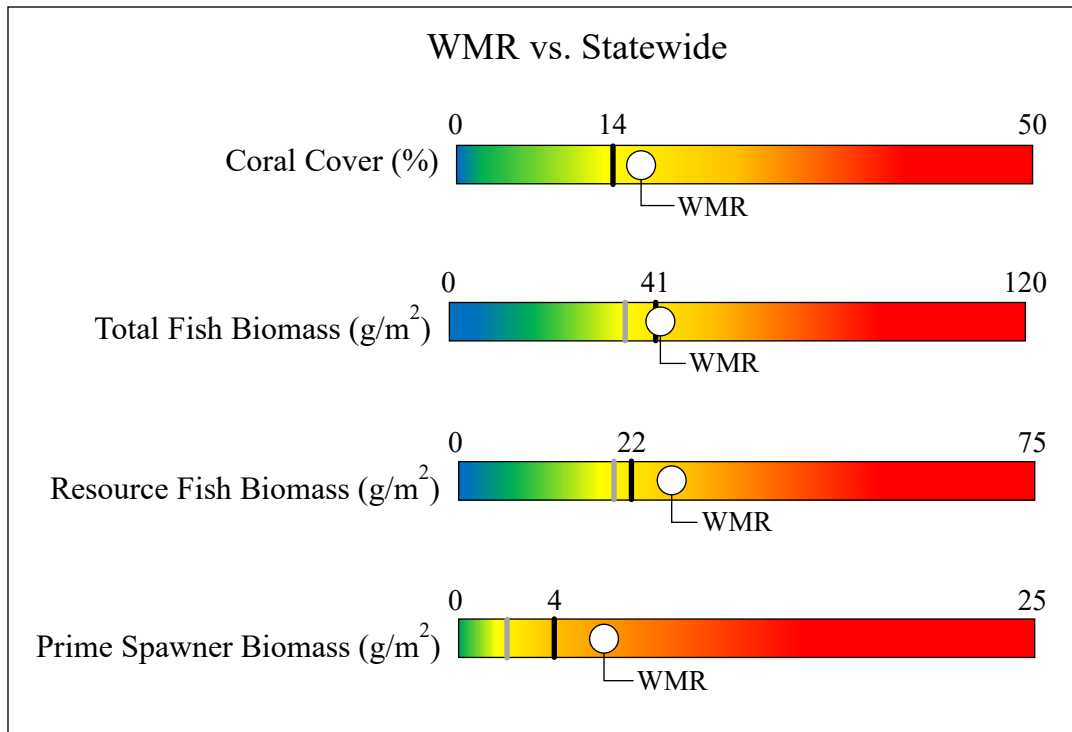 WMR vs. Statewide
0 14 50
Coral Cover (%)
WMR
0 41 120
Total Fish Biomass (g/m²)
WMR
0 22 75
Resource Fish Biomass (g/m²)
WMR
0 4 25
Prime Spawner Biomass (g/m²)
WMR